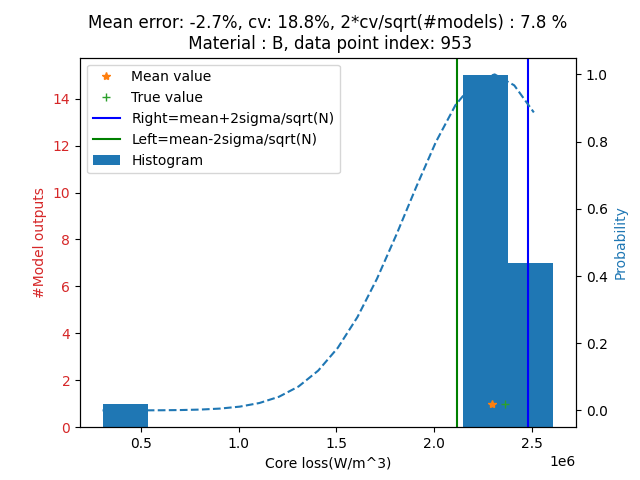 Mean error: -2.7%, cv: 18.8%, 2*cv/sqrt(#models) : 7.8 %
Material : B, data point index: 953
Mean value
True value
Right=mean+2sigma/sqrt(N)
Left=mean-2sigma/sqrt(N)
Histogram
#Model outputs
14
12
10
8
6
4
2
0
1.0
0.8
0.6
0.4
0.2
0.0
Probability
0.5
1.0
1.5
2.0
2.5
1e6
Core loss(W/m^3)